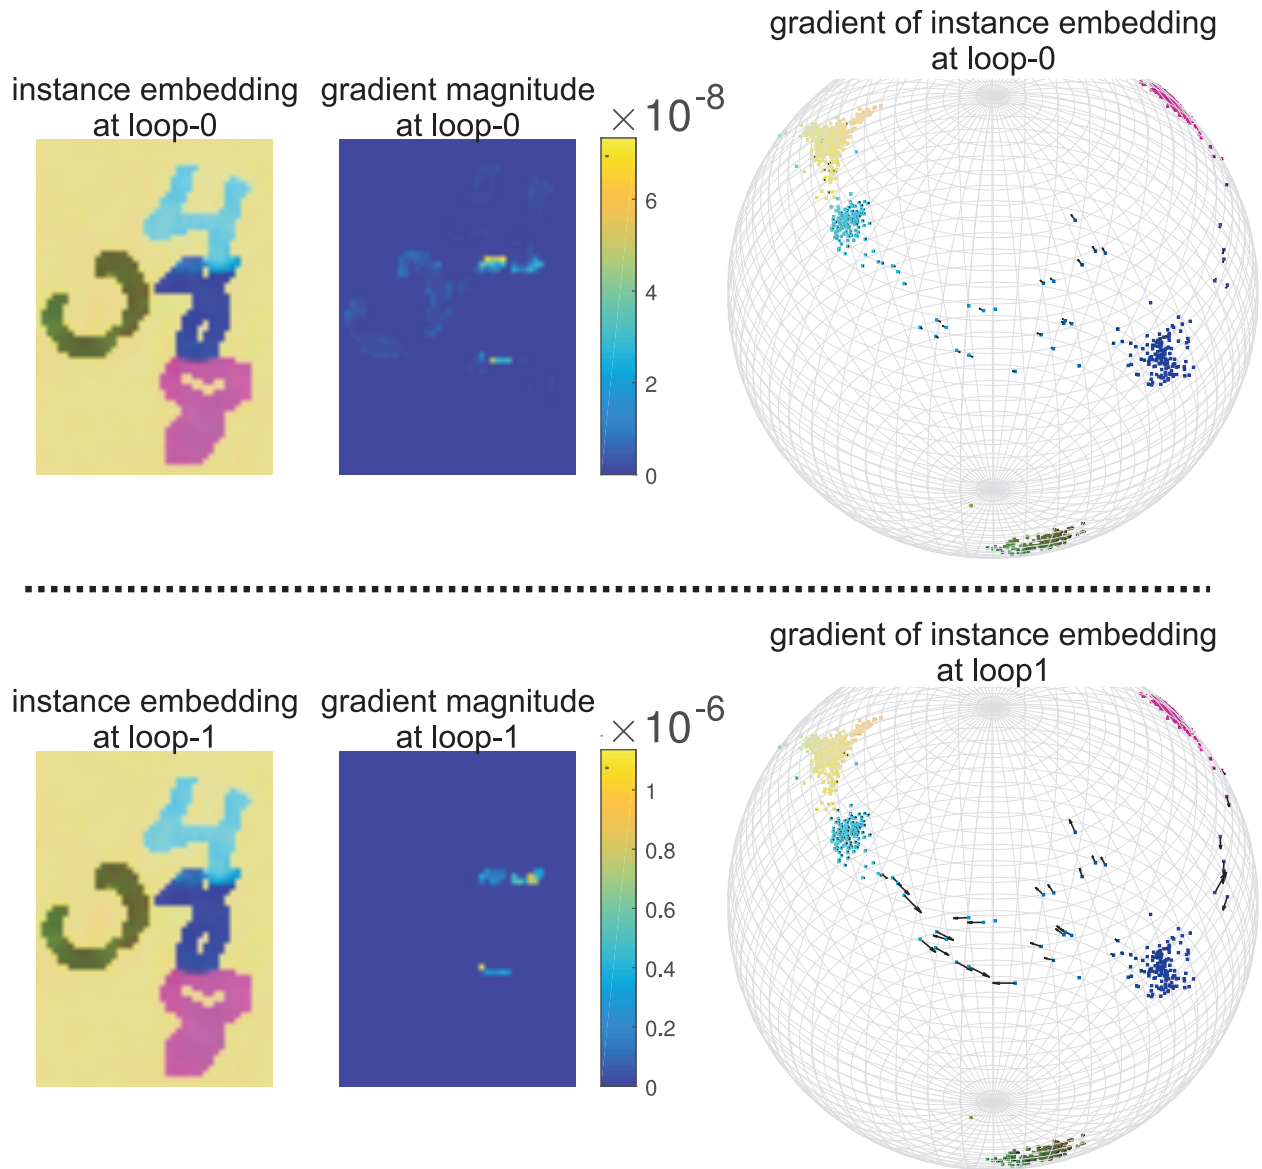 gradient of instance embedding
at loop-0
instance embedding
at loop-0
gradient magnitude
at loop-0
× 10-8
6
4
2
0
gradient of instance embedding
at loop1
instance embedding
at loop-1
gradient magnitude
at loop-1
× 10-6
1
0.8
0.6
0.4
0.2
0